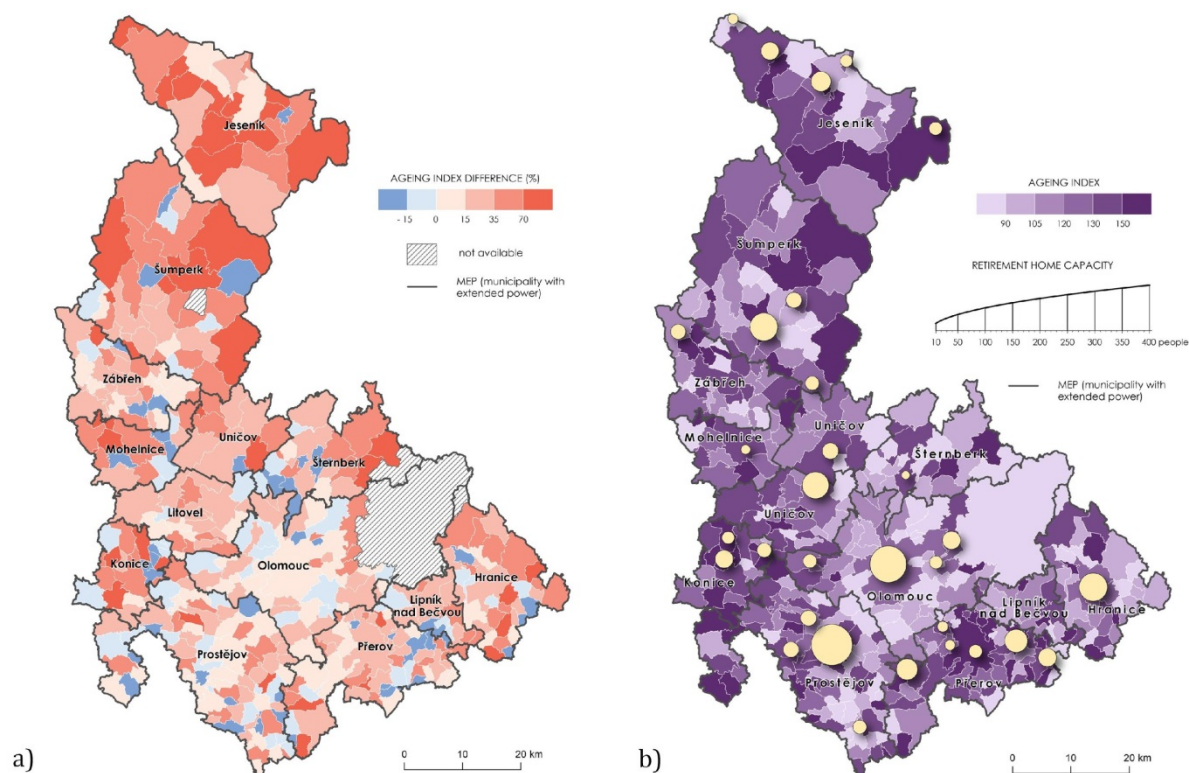 Jeseník
AGEING INDEX DIFFERENCE (%)
- 15 0 15 35 70
not available
MEP (municipality with
extended power)
Šumperk
Zábřeh
Mohelnice
Uničov
Šternberk
Litovel
Konice
Olomouc
Hranice
Lipník
nad Bečvou
Prostějov
Přerov
a)
0 10 20 km
Jeseník
AGEING INDEX
90 105 120 130 150
Šumperk
RETIREMENT HOME CAPACITY
10 50 100 150 200 250 300 350 400 people
MEP (municipality with
extended power)
Zábřeh
Mohelnice
Uničov
Šternberk
Uničov
Konice
Olomouc
Lipník
nad Bečvou
Hranice
Prostějov
Přerov
b)
0 10 20 km